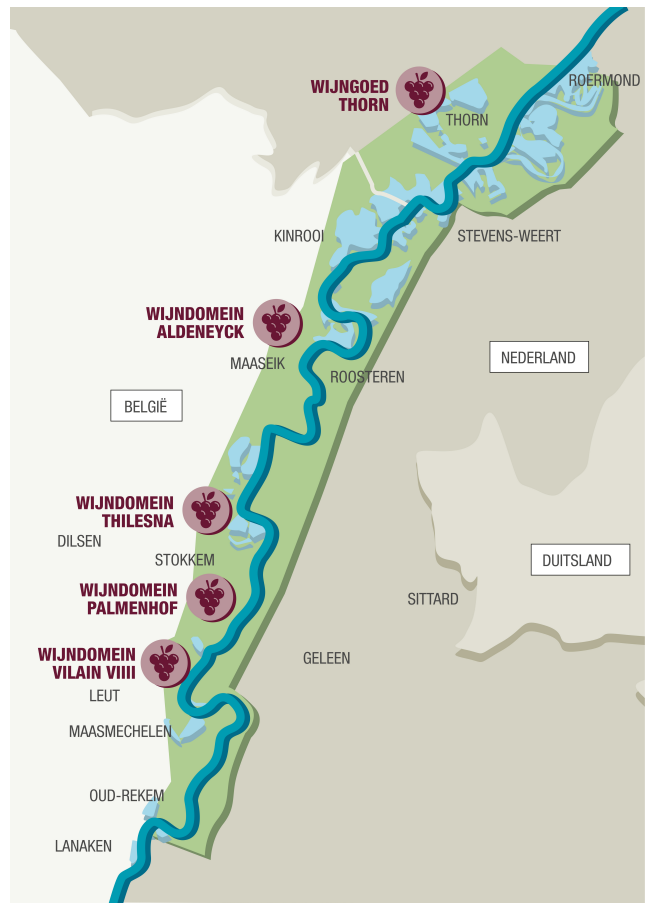 WIJNGOED
THORN
ROERMOND
THORN
KINROOI
STEVENS-WEERT
WIJNDOMEIN
ALDENEYCK
MAASEIK
ROOSTEREN
NEDERLAND
BELGIË
WIJNDOMEIN
THILESNA
DILSEN
STOKKEM
DUITSLAND
WIJNDOMEIN
PALMENHOF
SITTARD
WIJNDOMEIN
VILAIN VIIII
GELEEN
LEUT
MAASMECHELEN
OUD-REKEM
LANAKEN